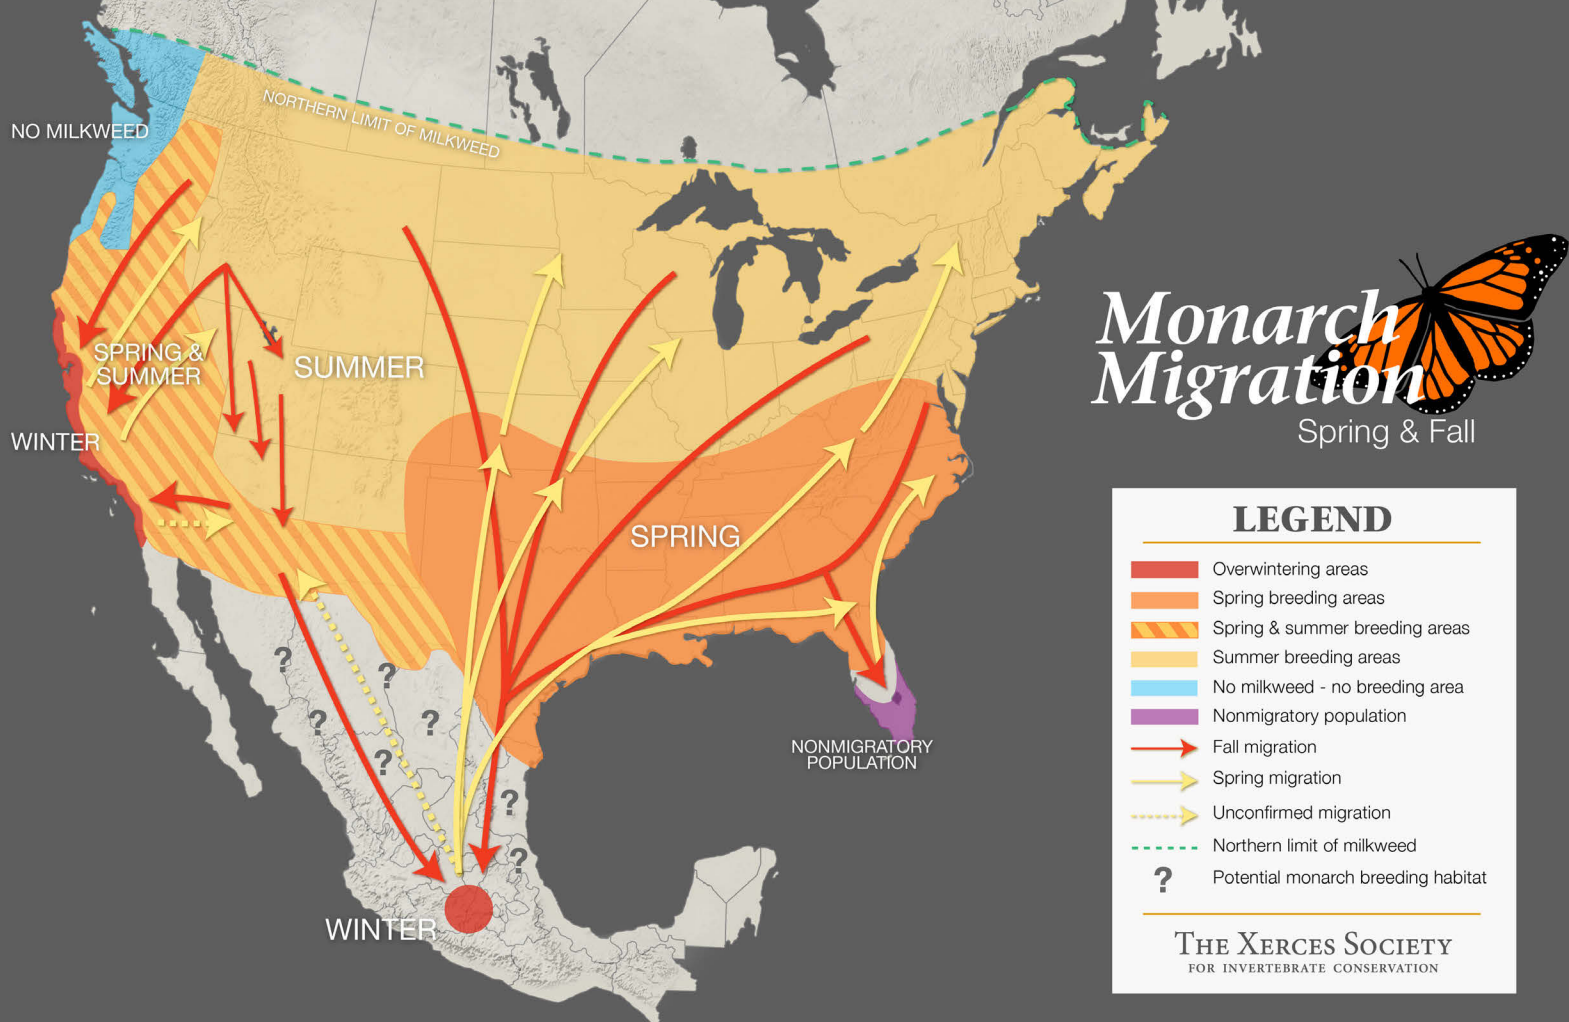 NORTHERN LIMIT OF MILKWEED
NO MILKWEED
SPRING &
SUMMER
SUMMER
WINTER
SPRING
NONMIGRATORY
POPULATION
WINTER
?
?
?
?
?
?
?
Monarch
Migration
Spring & Fall
LEGEND
Overwintering areas
Spring breeding areas
Spring & summer breeding areas
Summer breeding areas
No milkweed - no breeding area
Nonmigratory population
Fall migration
Spring migration
Unconfirmed migration
Northern limit of milkweed
? Potential monarch breeding habitat
THE XERCES SOCIETY
FOR INVERTEBRATE CONSERVATION